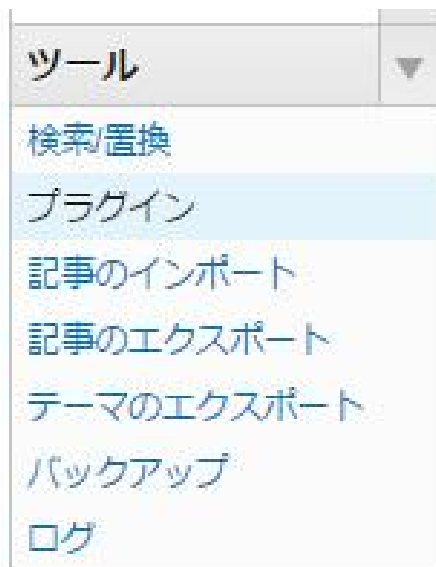 ツール
検索/置換
プラグイン
記事のインポート
記事のエクスポート
テーマのエクスポート
バックアップ
ログ